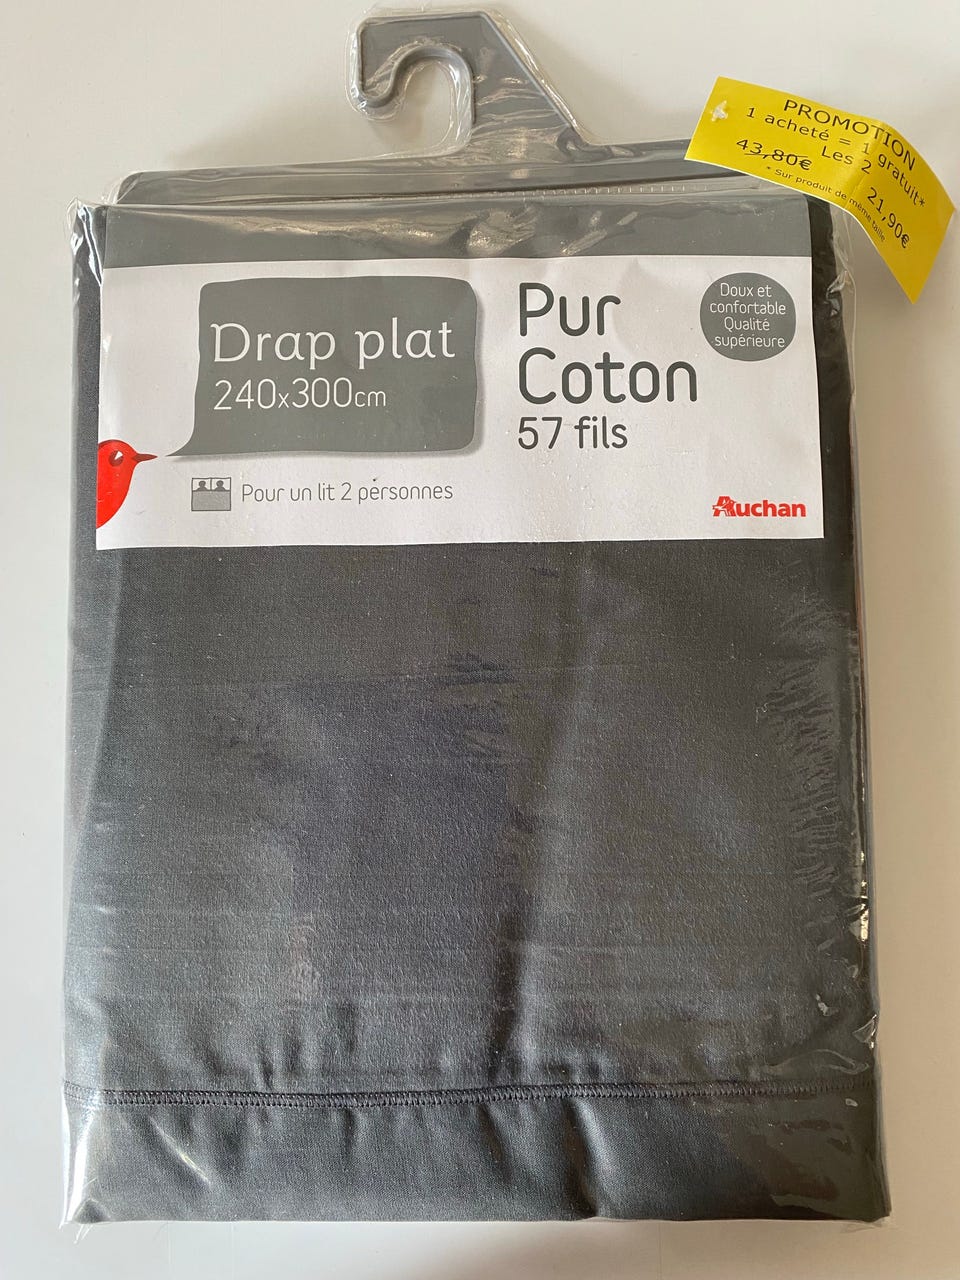 PROMOTION
1 acheté = 1 gratuit*
Les 2
43,80€ 21,90€
* Sur produit de même taille
Drap plat
240x300cm
Pur
Coton
57 fils
Doux et
confortable
Qualité
supérieure
Pour un lit 2 personnes
Auchan